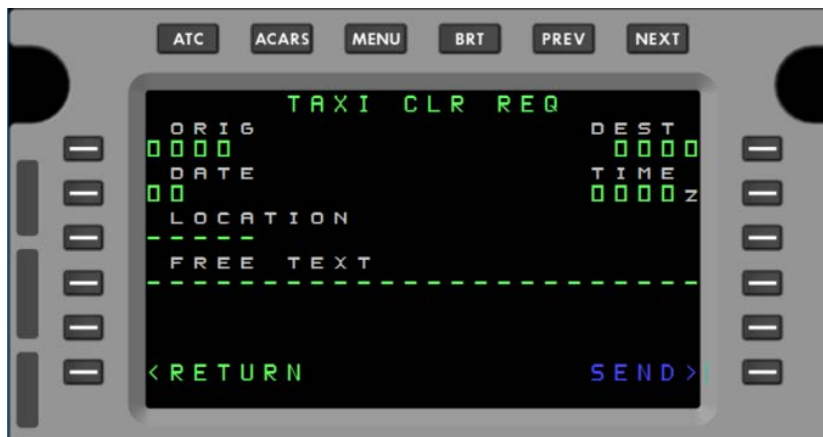 ATC ACARS MENU BRT PREV NEXT
TAXI CLR REQ
ORIG DEST
▯▯▯▯ ▯▯▯▯
DATE TIME
▯▯ ▯▯▯▯z
LOCATION
-----
FREE TEXT
------------------------
<RETURN SEND>